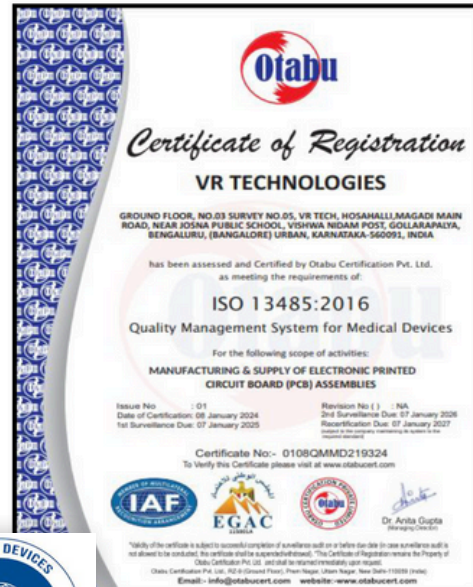 Otabu
Certificate of Registration
VR TECHNOLOGIES
GROUND FLOOR, NO.03 SURVEY NO.05, VR TECH, HOSAHALLI,MAGADI MAIN
ROAD, NEAR JOSNA PUBLIC SCHOOL, VISHWA NIDAM POST, GOLLARAPALYA,
BENGALURU, (BANGALORE) URBAN, KARNATAKA-560091, INDIA
has been assessed and Certified by Otabu Certification Pvt. Ltd.
as meeting the requirements of:
ISO 13485:2016
Quality Management System for Medical Devices
For the following scope of activities:
MANUFACTURING & SUPPLY OF ELECTRONIC PRINTED
CIRCUIT BOARD (PCB) ASSEMBLIES
Issue No : 01
Date of Certification: 08 January 2024
1st Surveillance Due: 07 January 2025
Revision No ( ) : NA
2nd Surveillance Due: 07 January 2026
Recertification Due: 07 January 2027
Certificate No:- 0108QMMD219324
To Verify this Certificate please visit at www.otabucert.com
IAF
EGAC
Otabu
Dr. Anita Gupta
(Managing Director)
DEVICES
Email:- info@otabucert.com website:-www.otabucert.com